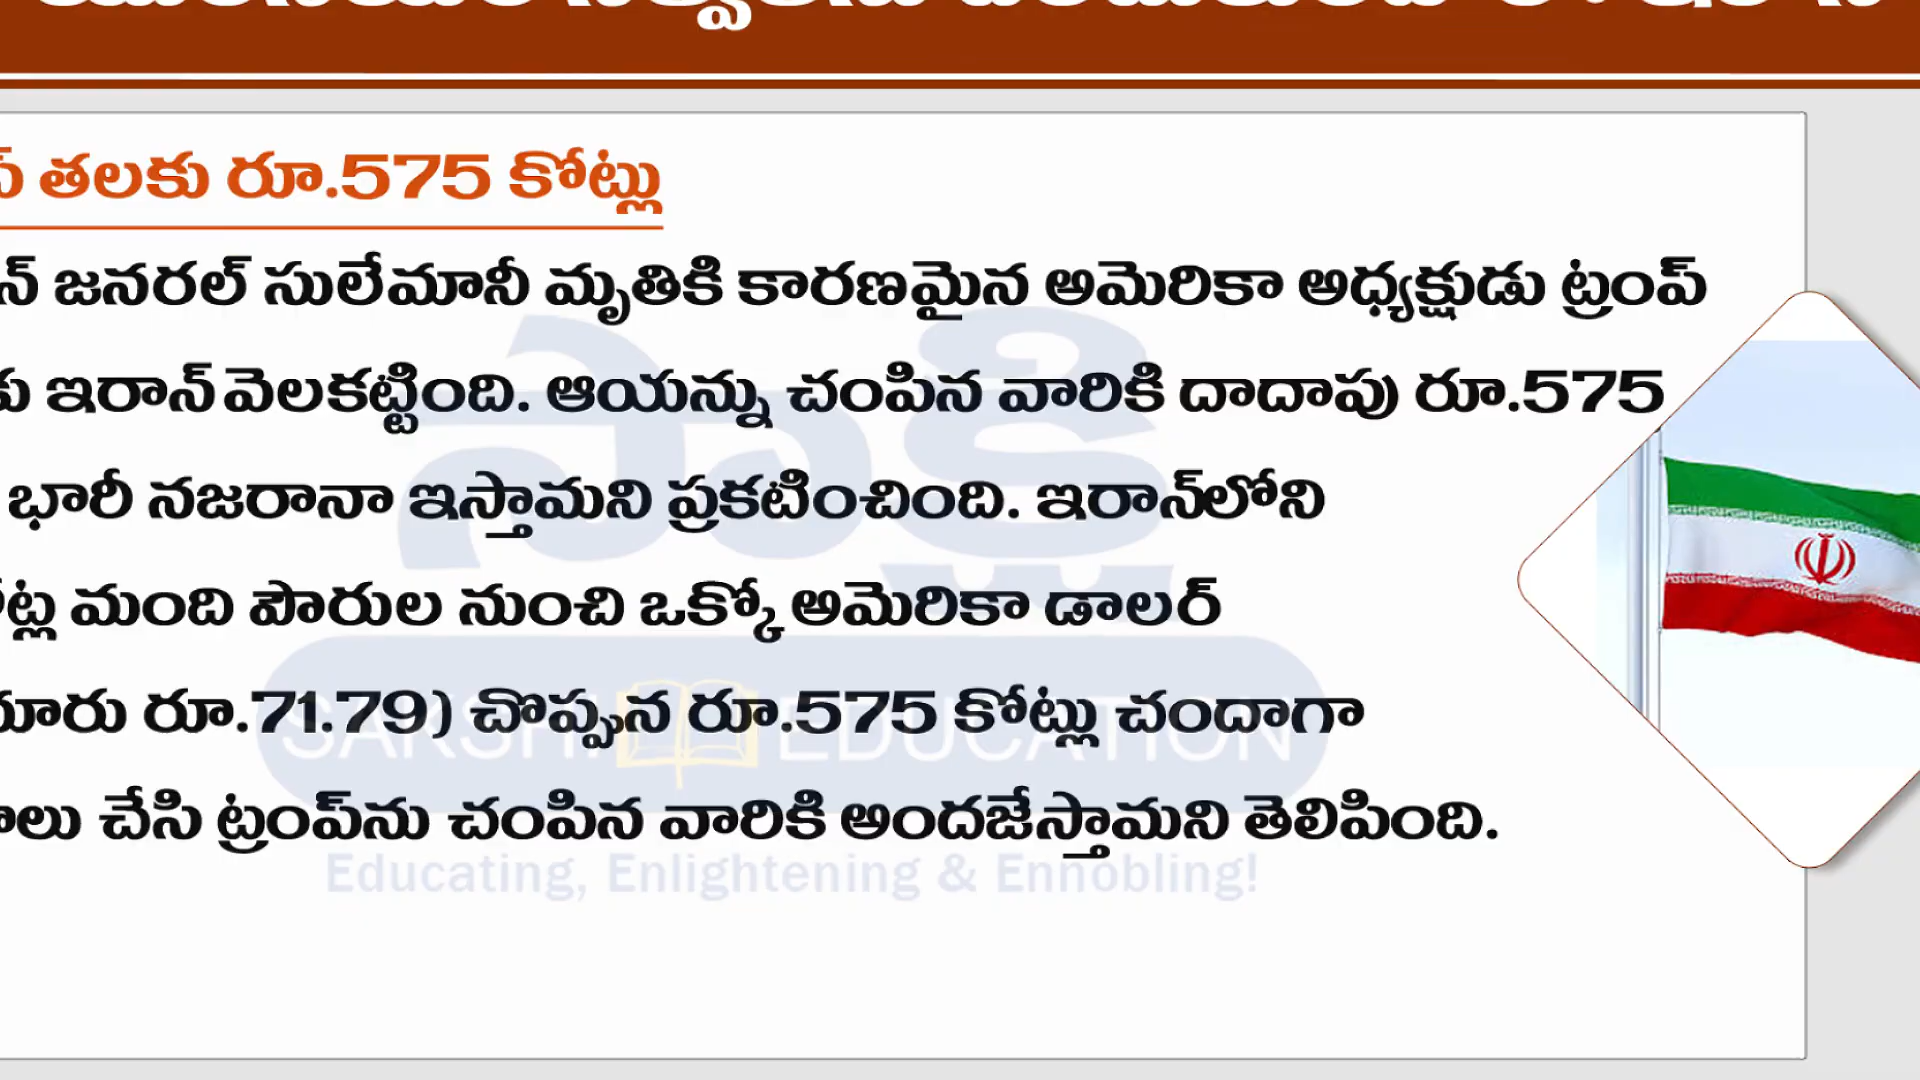 తలకు రూ.575 కోట్లు
జనరల్ సులేమానీ మృతికి కారణమైన అమెరికా అధ్యక్షుడు ట్రంప్
ఇరాన్ వెలకట్టింది. ఆయన్ను చంపిన వారికి దాదాపు రూ.575
భారీ నజరానా ఇస్తామని ప్రకటించింది. ఇరాన్‌లోని
మంది పౌరుల నుంచి ఒక్కో అమెరికా డాలర్
రూ.71.79) చొప్పున రూ.575 కోట్లు చందాగా
చేసి ట్రంప్‌ను చంపిన వారికి అందజేస్తామని తెలిపింది.
సాక్షి
SAKSHI EDUCATION
Educating, Enlightening & Ennobling!